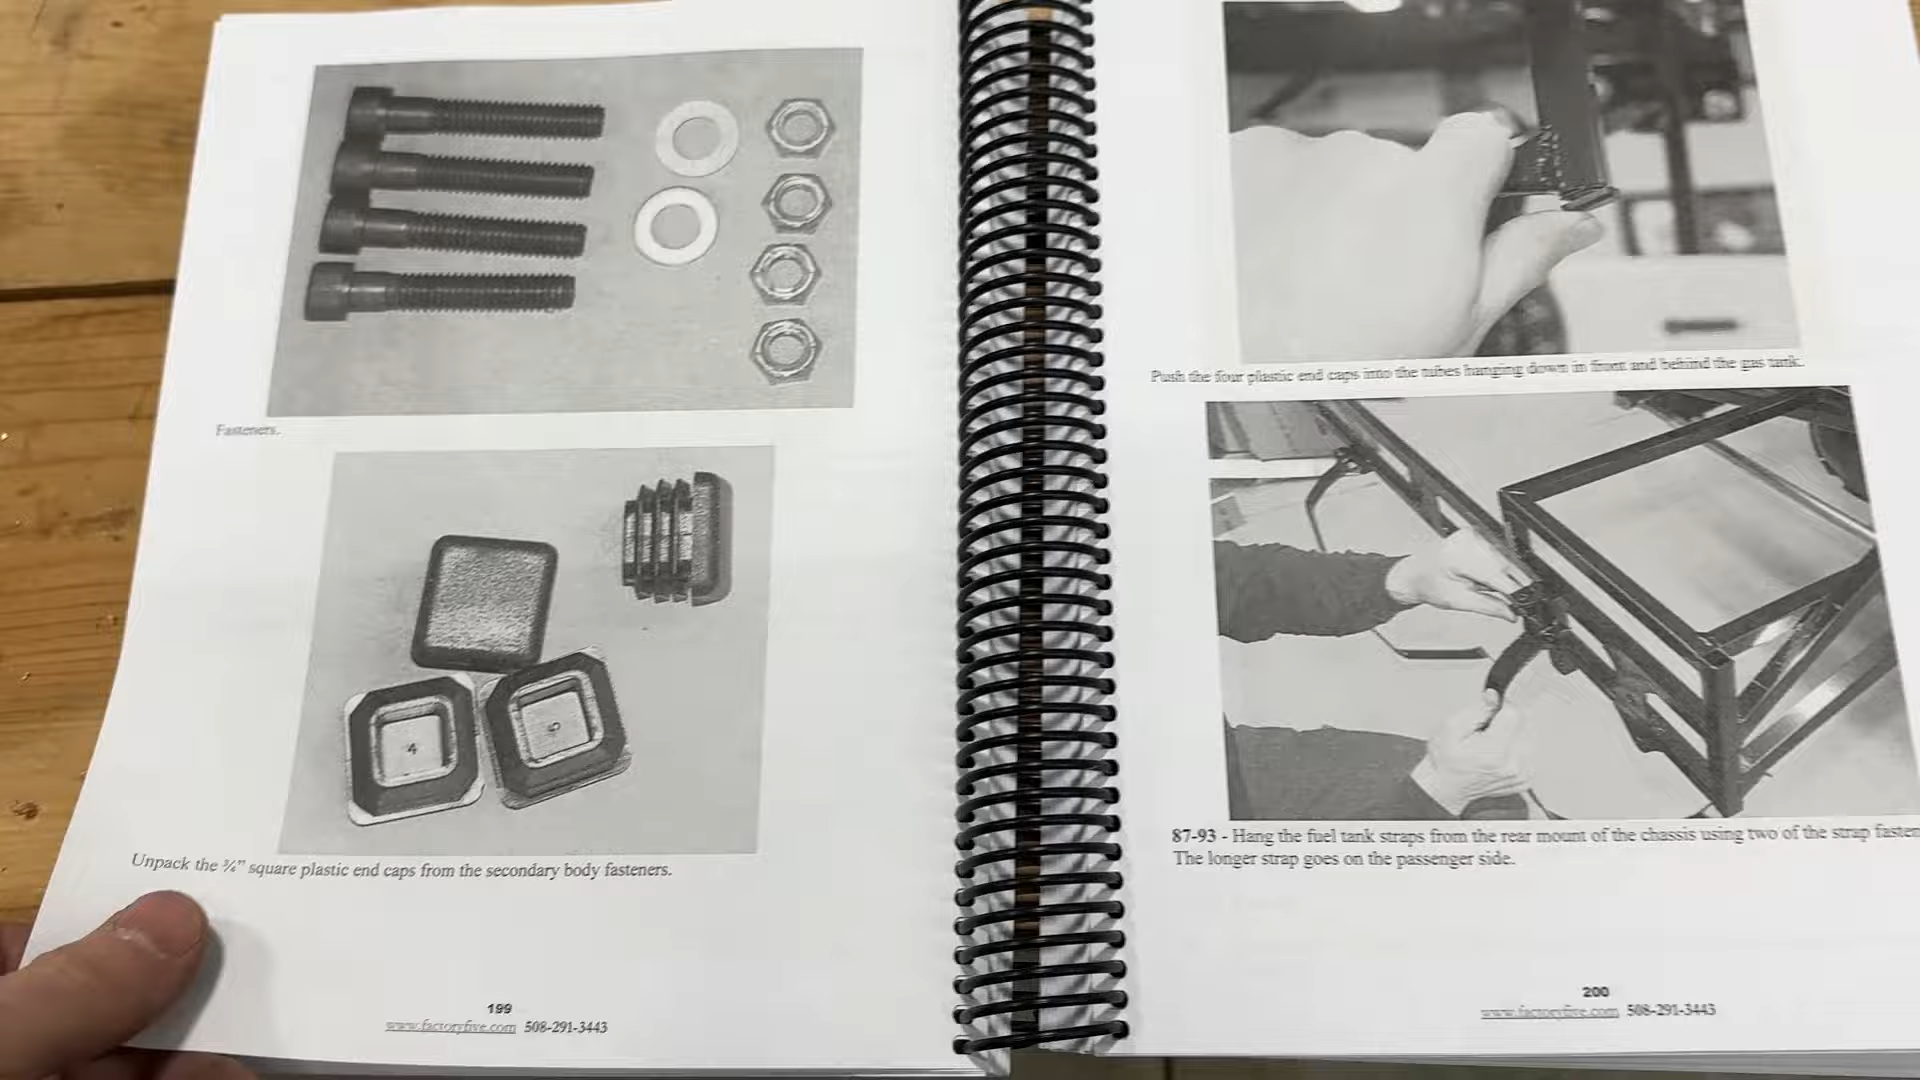 Fasteners.
4
Unpack the ¾” square plastic end caps from the secondary body fasteners.
199
www.factoryfive.com 508-291-3443
Push the four plastic end caps into the tubes hanging down in front and behind the gas tank.
87-93 - Hang the fuel tank straps from the rear mount of the chassis using two of the strap
The longer strap goes on the passenger side.
200
www.factoryfive.com 508-291-3443